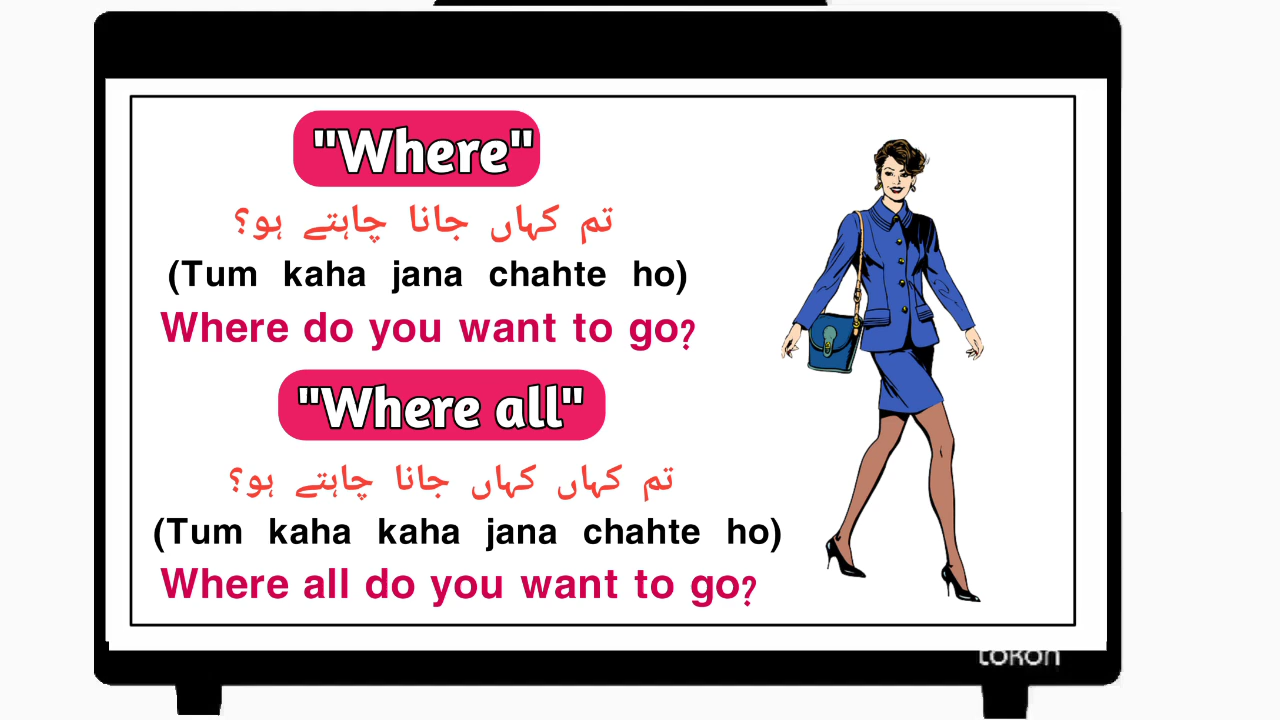 "Where"
تم کہاں جانا چاہتے ہو؟
(Tum kaha jana chahte ho)
Where do you want to go?
"Where all"
تم کہاں کہاں جانا چاہتے ہو؟
(Tum kaha kaha jana chahte ho)
Where all do you want to go?